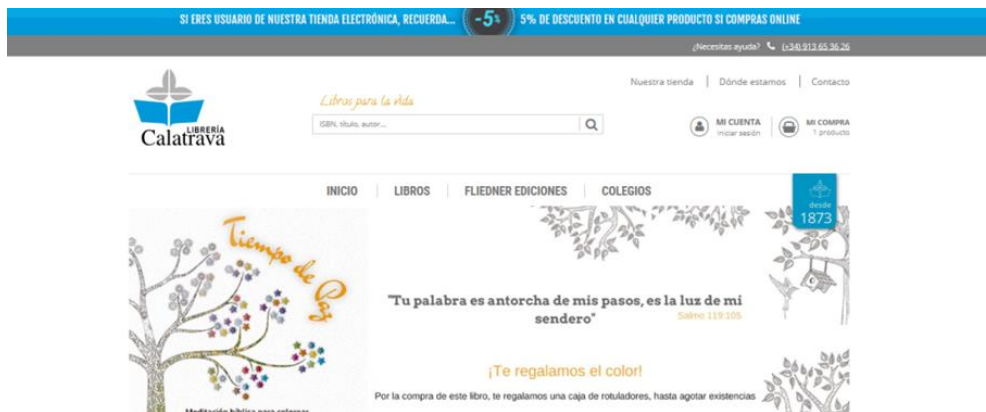 SI ERES USUARIO DE NUESTRA TIENDA ELECTRÓNICA, RECUERDA... -5% 5% DE DESCUENTO EN CUALQUIER PRODUCTO SI COMPRAS ONLINE
¿Necesitas ayuda? (+34) 913 65 36 26
Nuestra tienda | Dónde estamos | Contacto
Libros para la vida
ISBN, título, autor...
MI CUENTA
Iniciar sesión
MI COMPRA
1 producto
LIBRERÍA
Calatrava
INICIO | LIBROS | FLIEDNER EDICIONES | COLEGIOS
desde
1873
Tiempo de Paz
"Tu palabra es antorcha de mis pasos, es la luz de mi
sendero"
Salmo 119:105
¡Te regalamos el color!
Por la compra de este libro, te regalamos una caja de rotuladores, hasta agotar existencias
Meditación bíblica para colorear